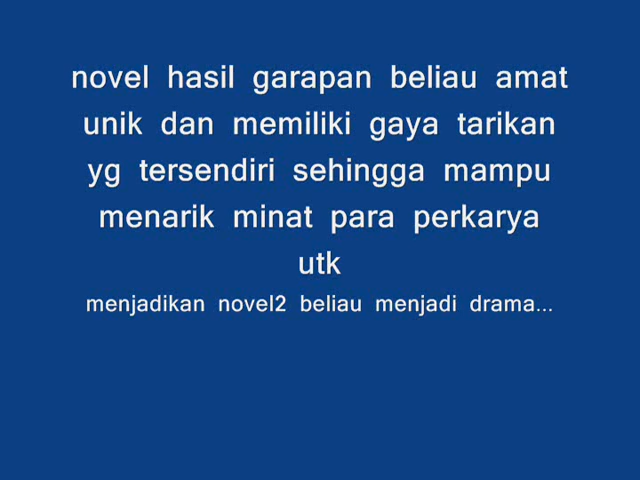 novel hasil garapan beliau amat
unik dan memiliki gaya tarikan
yg tersendiri sehingga mampu
menarik minat para perkarya
utk
menjadikan novel2 beliau menjadi drama...